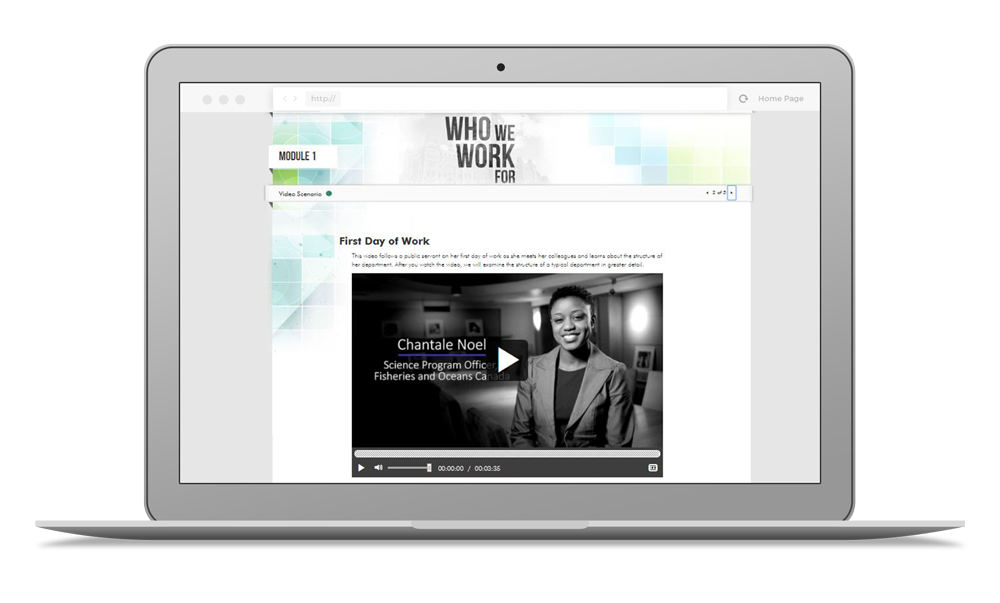 http://
Home Page
WHO WE
WORK
FOR
MODULE 1
Video Scenario
2 of 5
First Day of Work
This video follows a public servant on her first day of work as she meets her colleagues and learns about the structure of
her department. After you watch the video, we will examine the structure of a typical department in greater detail.
Chantale Noel
Science Program Officer,
Fisheries and Oceans Canada
00:00:00 / 00:03:35